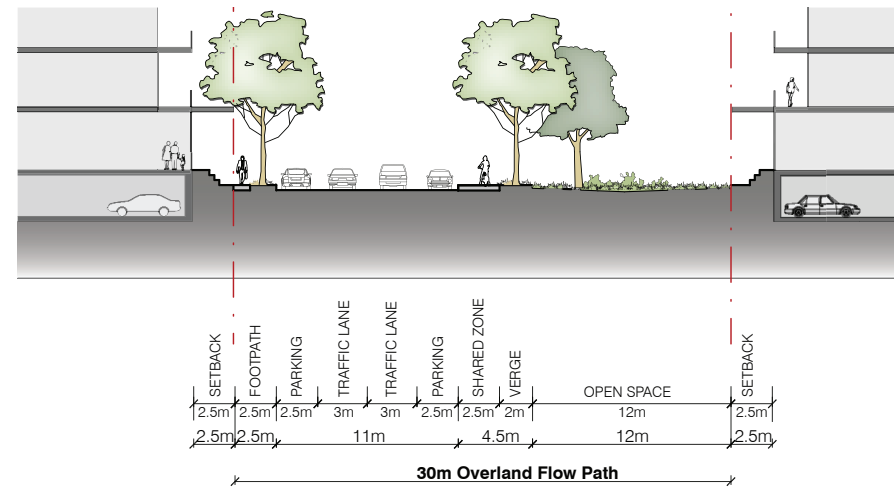 SETBACK
FOOTPATH
PARKING
TRAFFIC LANE
TRAFFIC LANE
PARKING
SHARED ZONE
VERGE
OPEN SPACE
SETBACK
2.5m 2.5m 2.5m 3m 3m 2.5m 2.5m 2m 12m 2.5m
2.5m 2.5m 11m 4.5m 12m 2.5m
30m Overland Flow Path